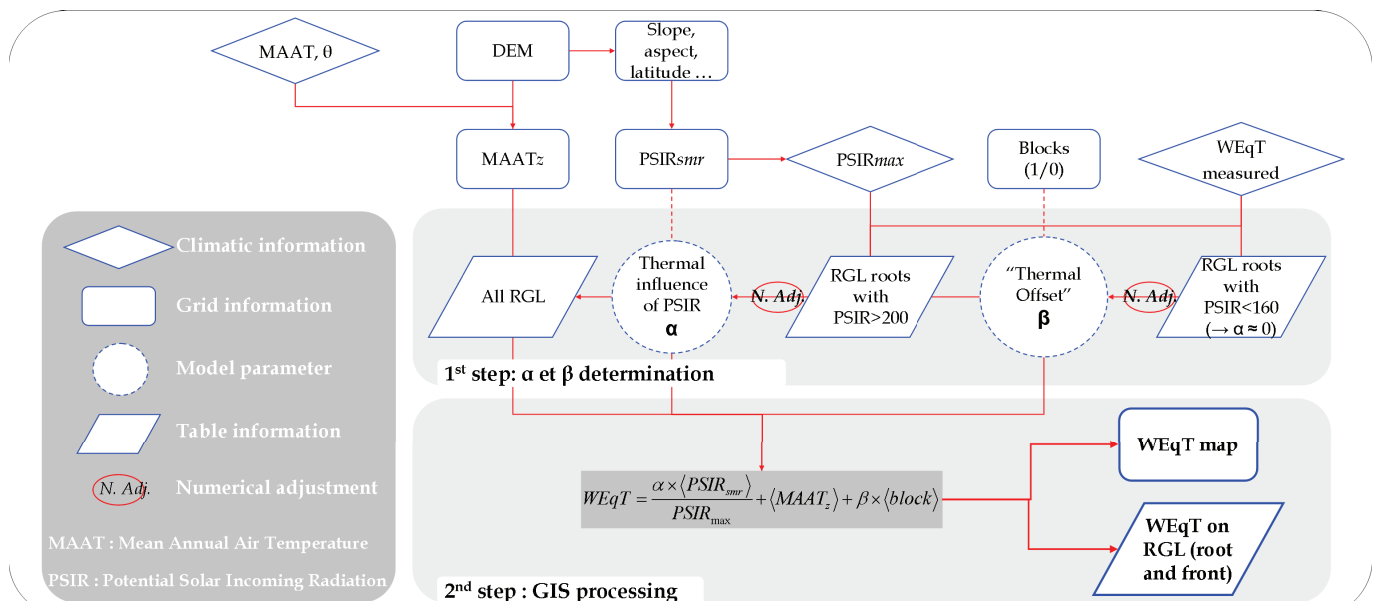 MAAT, θ
DEM
Slope,
aspect,
latitude ...
MAATz
PSIRsmr
PSIRmax
Blocks
(1/0)
WEqT
measured
Climatic information
Grid information
Model parameter
Table information
N. Adj.
Numerical adjustment
MAAT : Mean Annual Air Temperature
PSIR : Potential Solar Incoming Radiation
All RGL
Thermal
influence
of PSIR
α
N. Adj.
RGL roots
with
PSIR>200
“Thermal
Offset”
β
N. Adj.
RGL roots
with
PSIR<160
(→ α ≈ 0)
1st step: α et β determination
WEqT = α × ⟨PSIRsmr⟩ / PSIRmax + ⟨MAATz⟩ + β × ⟨block⟩
WEqT map
WEqT on
RGL (root
and front)
2nd step : GIS processing